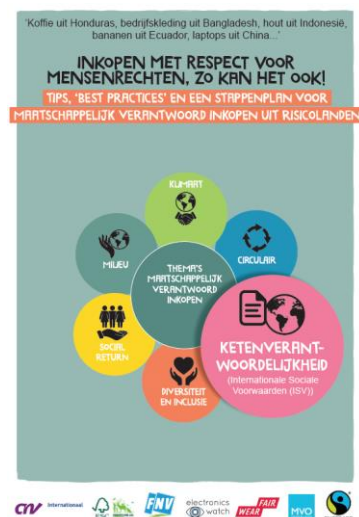 'Koffie uit Honduras, bedrijfskleding uit Bangladesh, hout uit Indonesië,
bananen uit Ecuador, laptops uit China...'
INKOPEN MET RESPECT VOOR
MENSENRECHTEN, ZO KAN HET OOK!
TIPS, 'BEST PRACTICES' EN EEN STAPPENPLAN VOOR
MAATSCHAPPELIJK VERANTWOORD INKOPEN UIT RISICOLANDEN
KLIMAAT
MILIEU
CIRCULAIR
THEMA'S
MAATSCHAPPELIJK
VERANTWOORD
INKOPEN
SOCIAL
RETURN
DIVERSITEIT
EN INCLUSIE
KETENVERANT-
WOORDELIJKHEID
(Internationale Sociale
Voorwaarden (ISV))
CNV Internationaal
FSC
FNV
electronics
watch
FAIR
WEAR
MVO